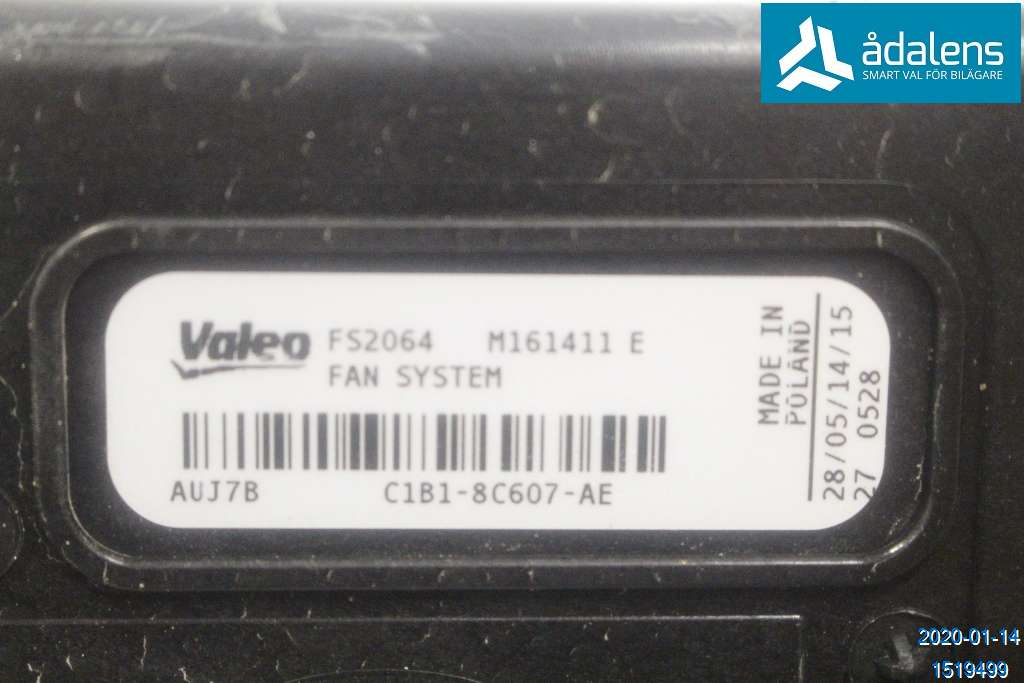 ådalens
SMART VAL FÖR BILÄGARE
Valeo FS2064 M161411 E
FAN SYSTEM
AUJ7B C1B1-8C607-AE
MADE IN
POLAND
28/05/14/15
27 0528
2020-01-14
1519499